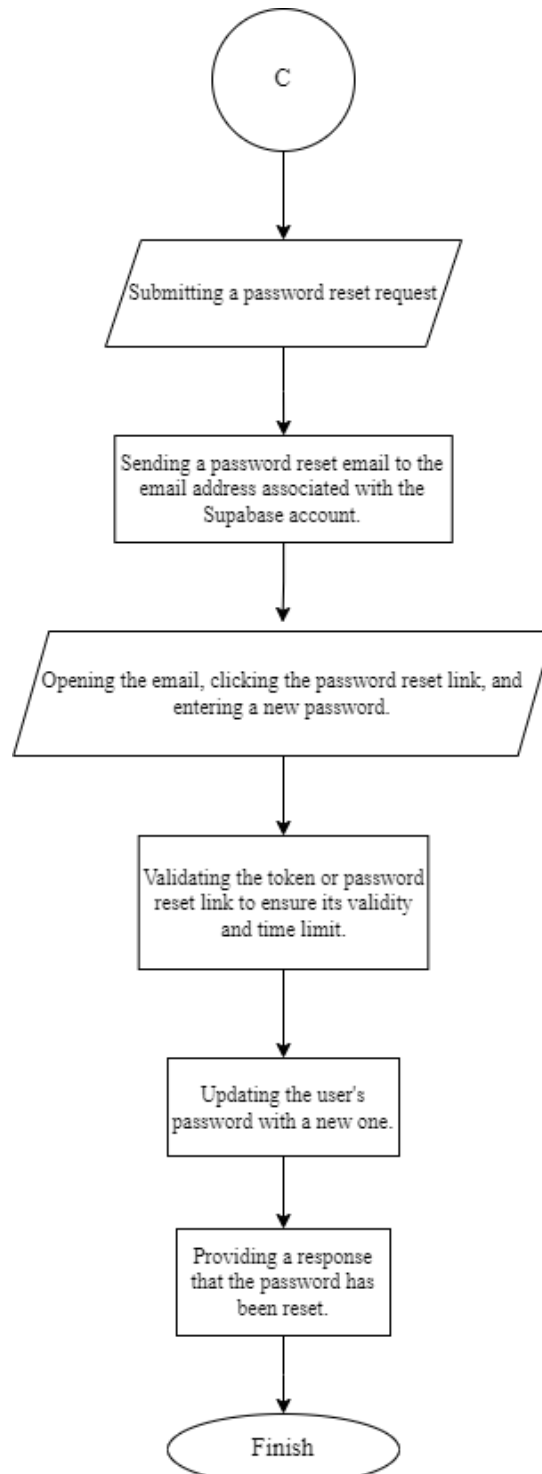 C
Submitting a password reset request
Sending a password reset email to the
email address associated with the
Supabase account.
Opening the email, clicking the password reset link, and
entering a new password.
Validating the token or password
reset link to ensure its validity
and time limit.
Updating the user's
password with a new one.
Providing a response
that the password has
been reset.
Finish